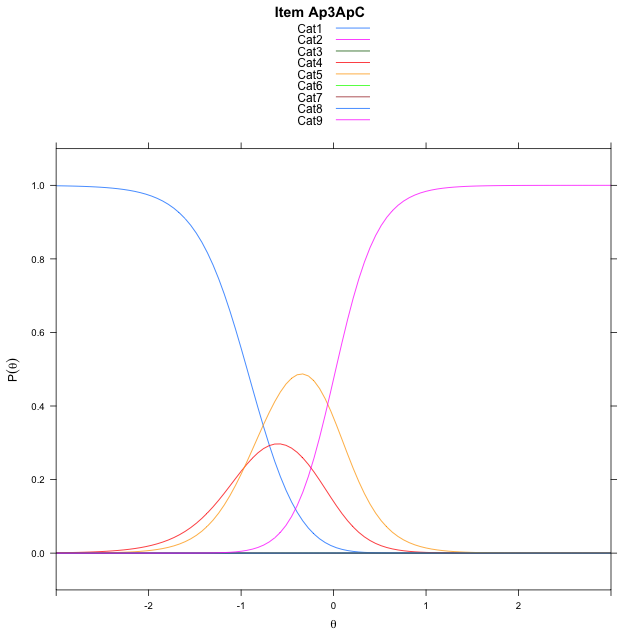 Item Ap3ApC
Cat1
Cat2
Cat3
Cat4
Cat5
Cat6
Cat7
Cat8
Cat9
1.0
0.8
0.6
0.4
0.2
0.0
P(θ)
-2 -1 0 1 2
θ